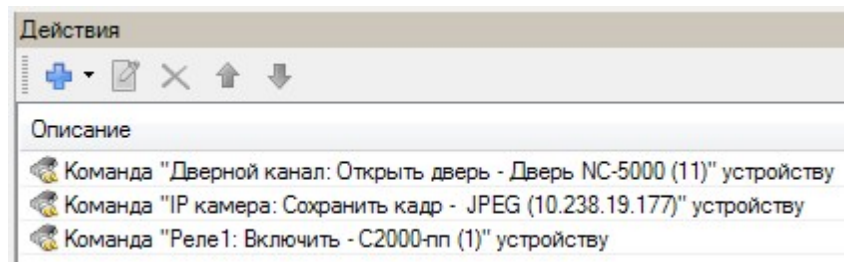 Действия
Описание
Команда "Дверной канал: Открыть дверь - Дверь NC-5000 (11)" устройству
Команда "IP камера: Сохранить кадр - JPEG (10.238.19.177)" устройству
Команда "Реле1: Включить - С2000-пп (1)" устройству